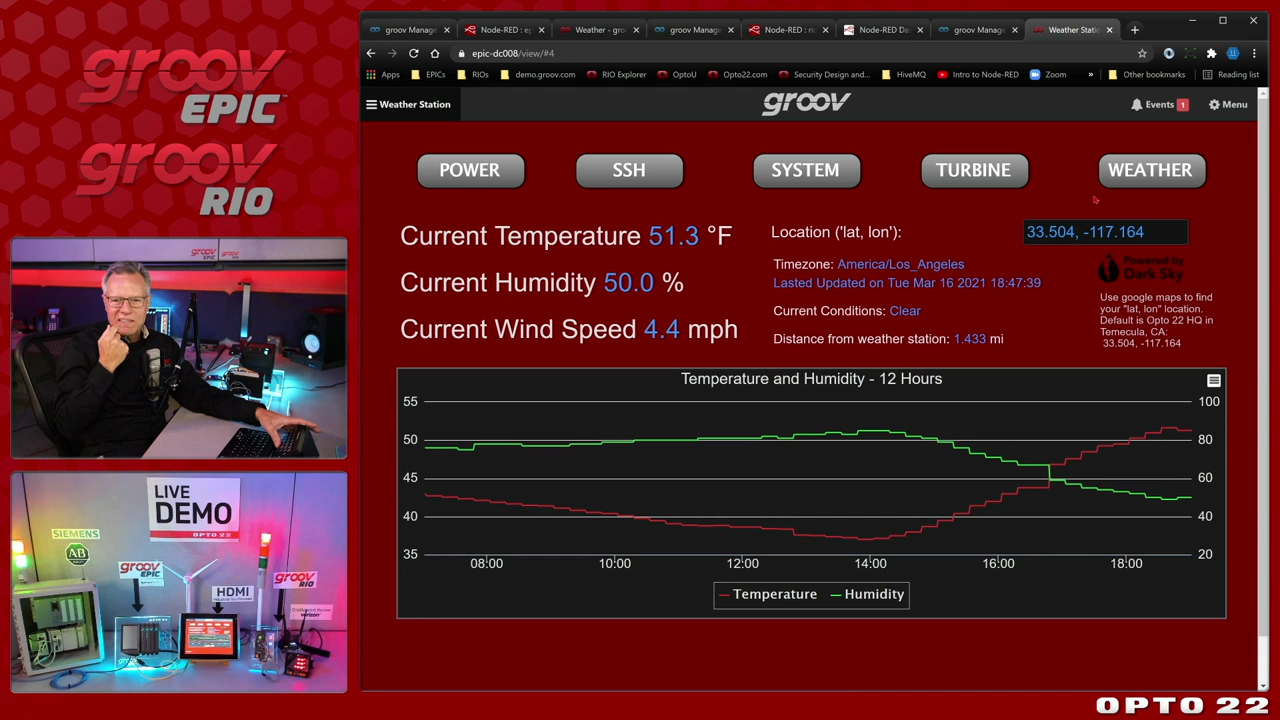 groov
EPIC™
groov
RIO
groov Manage
Node-RED : ep
Weather - groo
groov Manage
Node-RED : rio
Node-RED Da
groov Manage
Weather Static
epic-dc008/view/#4
Apps
EPICs
RIOs
demo.groov.com
RIO Explorer
OptoU
Opto22.com
Security Design and...
HiveMQ
Intro to Node-RED
Zoom
»
Other bookmarks
Reading list
Weather Station
groov
Events 1
Menu
POWER
SSH
SYSTEM
TURBINE
WEATHER
Current Temperature 51.3 °F
Current Humidity 50.0 %
Current Wind Speed 4.4 mph
Location ('lat, lon'):
33.504, -117.164
Timezone: America/Los_Angeles
Lasted Updated on Tue Mar 16 2021 18:47:39
Current Conditions: Clear
Distance from weather station: 1.433 mi
Powered by
Dark Sky
Use google maps to find
your "lat, lon" location.
Default is Opto 22 HQ in
Temecula, CA:
33.504, -117.164
Temperature and Humidity - 12 Hours
55
50
45
40
35
100
80
60
40
20
08:00
10:00
12:00
14:00
16:00
18:00
Temperature
Humidity
groov
LIVE
DEMO
OPTO 22
SIEMENS
AB
groov
EPIC
HDMI
groov
RIO
verizon
groov
OPTO 22